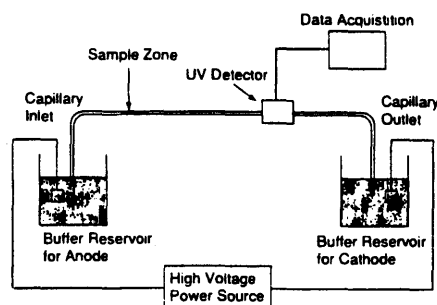 Data Acquistition
Sample Zone
UV Detector
Capillary
Inlet
Capillary
Outlet
Buffer Reservoir
for Anode
Buffer Reservoir
for Cathode
High Voltage
Power Source